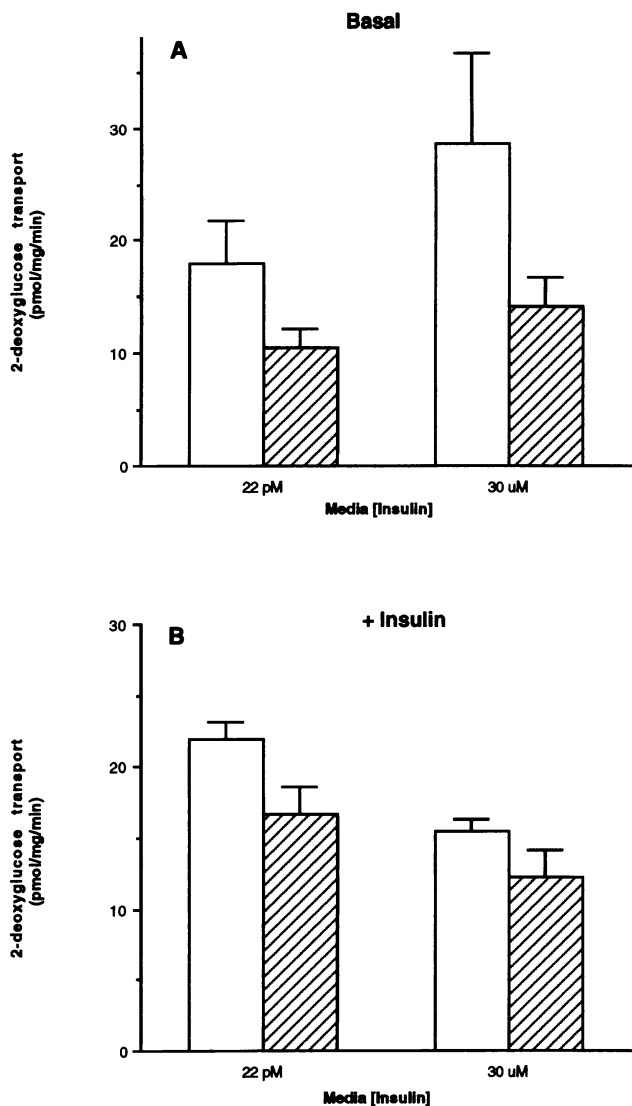 Basal
A
2-deoxyglucose transport
(pmol/mg/min)
30
20
10
0
22 pM
30 uM
Media [Insulin]
+ Insulin
B
2-deoxyglucose transport
(pmol/mg/min)
30
20
10
0
22 pM
30 uM
Media [Insulin]